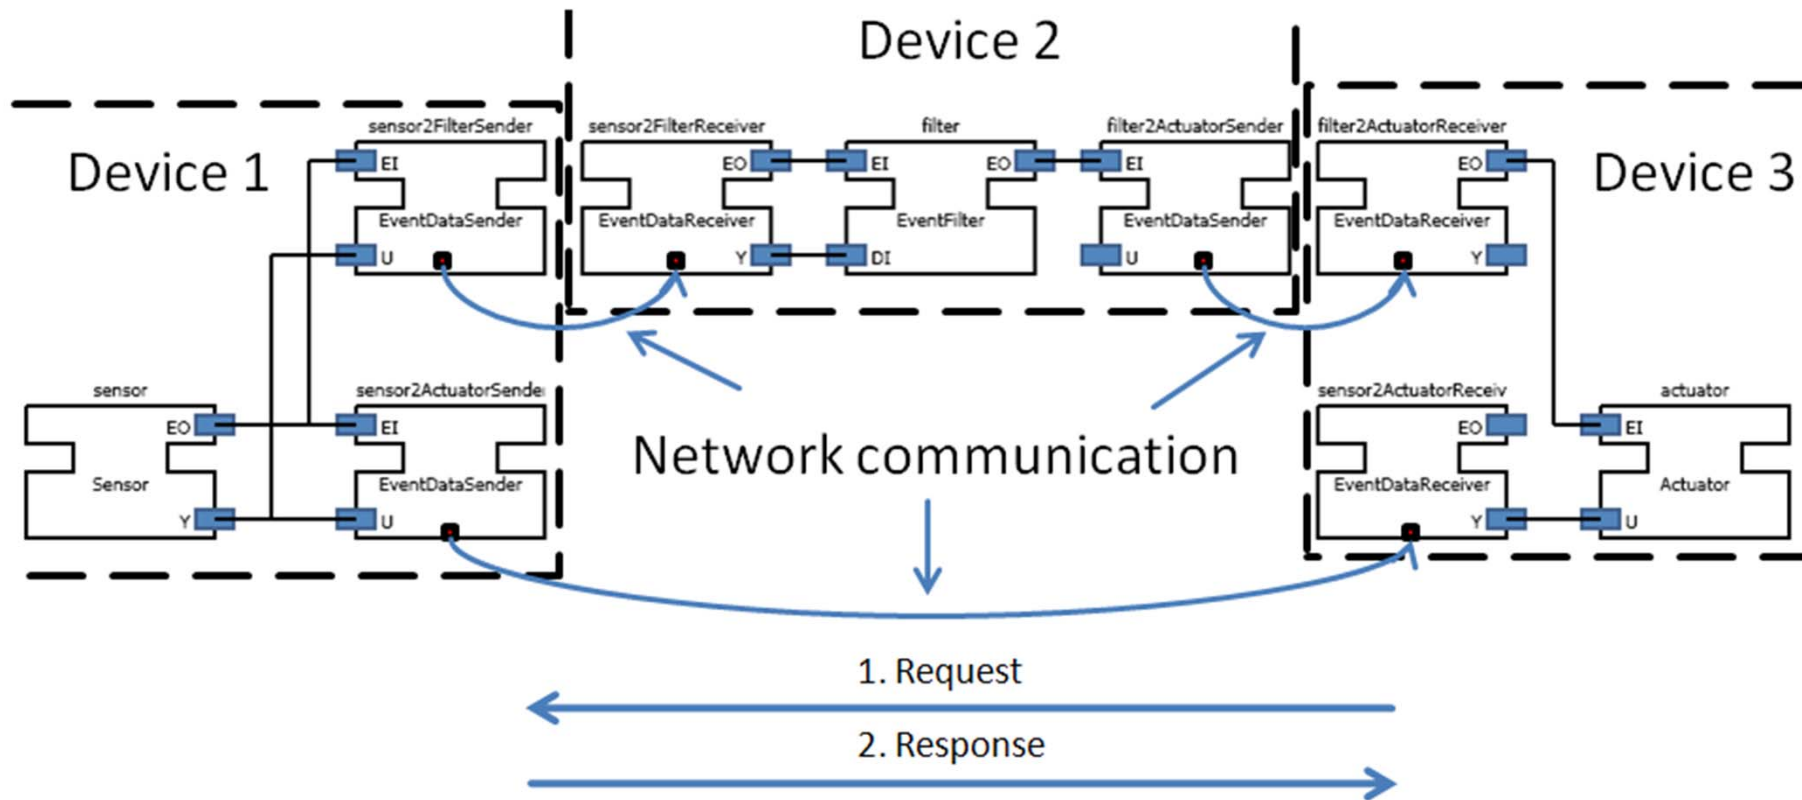 Device 2
Device 1
Device 3
sensor2FilterSender
EI
EventDataSender
U
sensor2FilterReceiver
EO
EventDataReceiver
Y
filter
EI
EO
EventFilter
DI
filter2ActuatorSender
EI
EventDataSender
U
filter2ActuatorReceiver
EO
EventDataReceiver
Y
sensor
EO
Sensor
Y
sensor2ActuatorSende
EI
EventDataSender
U
Network communication
sensor2ActuatorReceiv
EO
EventDataReceiver
Y
actuator
EI
Actuator
U
1. Request
2. Response